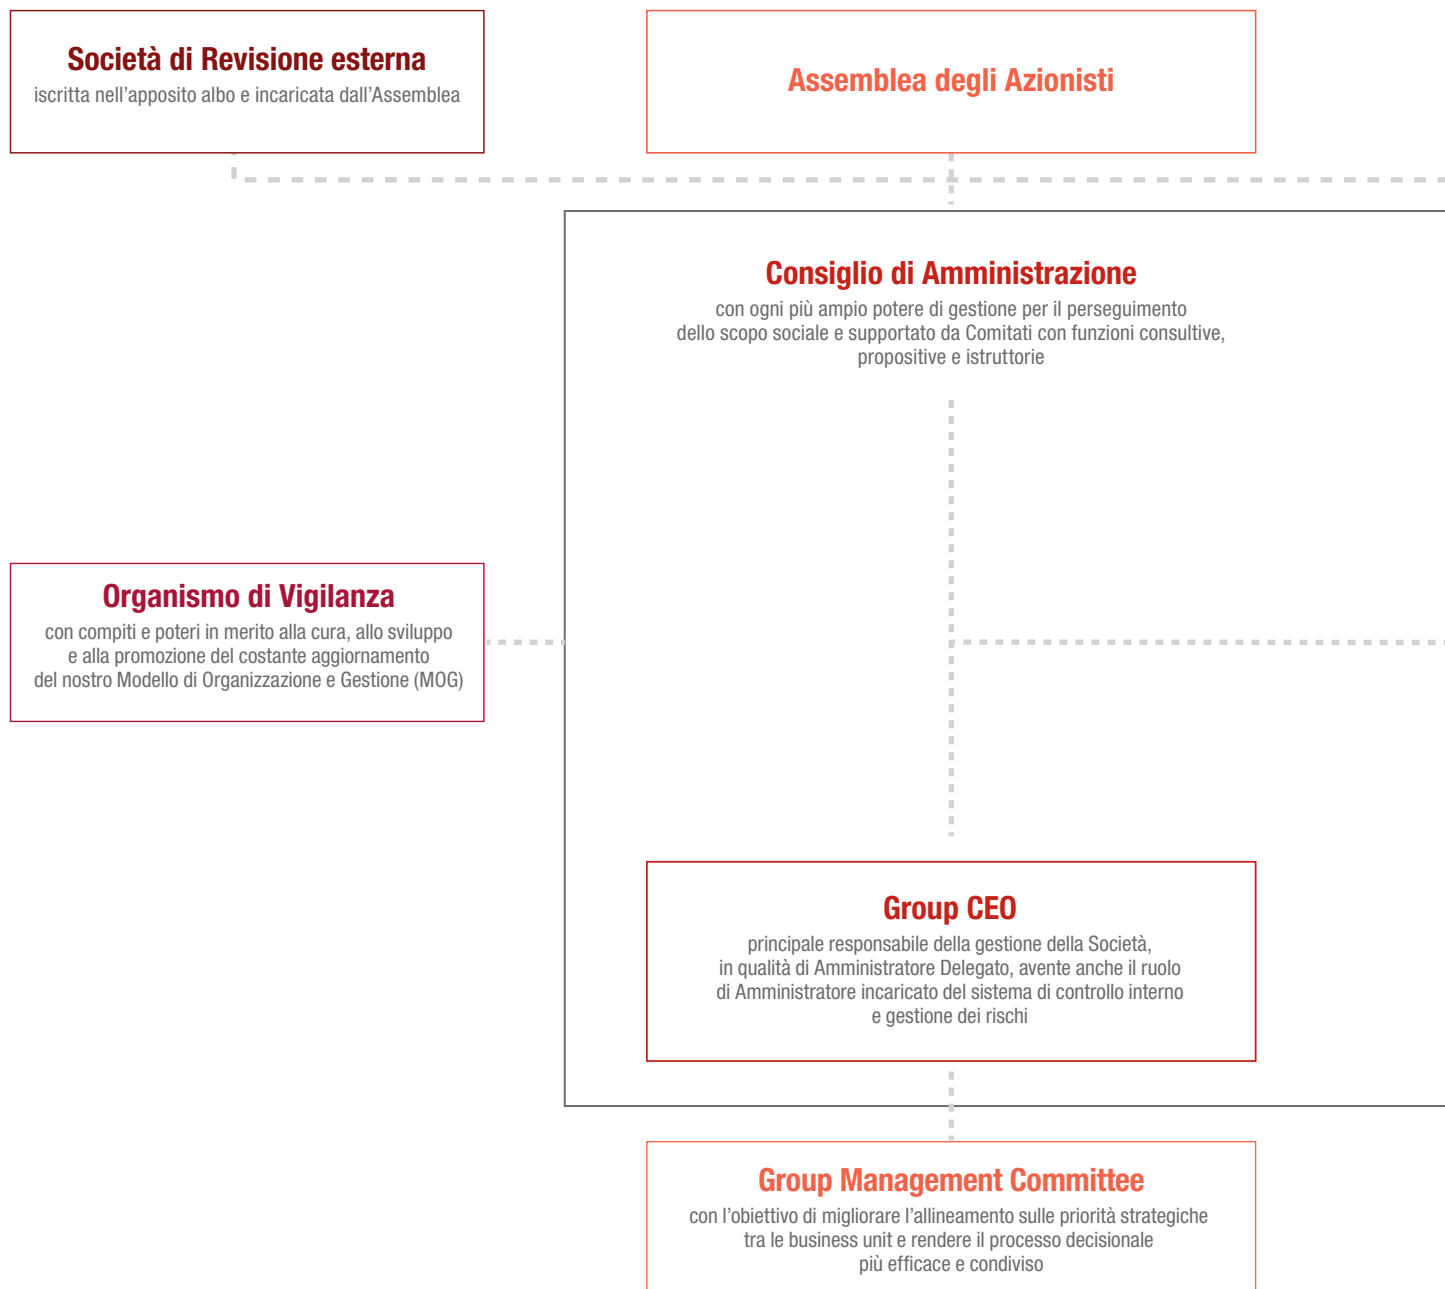 Società di Revisione esterna
iscritta nell'apposito albo e incaricata dall'Assemblea
Assemblea degli Azionisti
Consiglio di Amministrazione
con ogni più ampio potere di gestione per il perseguimento
dello scopo sociale e supportato da Comitati con funzioni consultive,
propositive e istruttorie
Organismo di Vigilanza
con compiti e poteri in merito alla cura, allo sviluppo
e alla promozione del costante aggiornamento
del nostro Modello di Organizzazione e Gestione (MOG)
Group CEO
principale responsabile della gestione della Società,
in qualità di Amministratore Delegato, avente anche il ruolo
di Amministratore incaricato del sistema di controllo interno
e gestione dei rischi
Group Management Committee
con l'obiettivo di migliorare l'allineamento sulle priorità strategiche
tra le business unit e rendere il processo decisionale
più efficace e condiviso